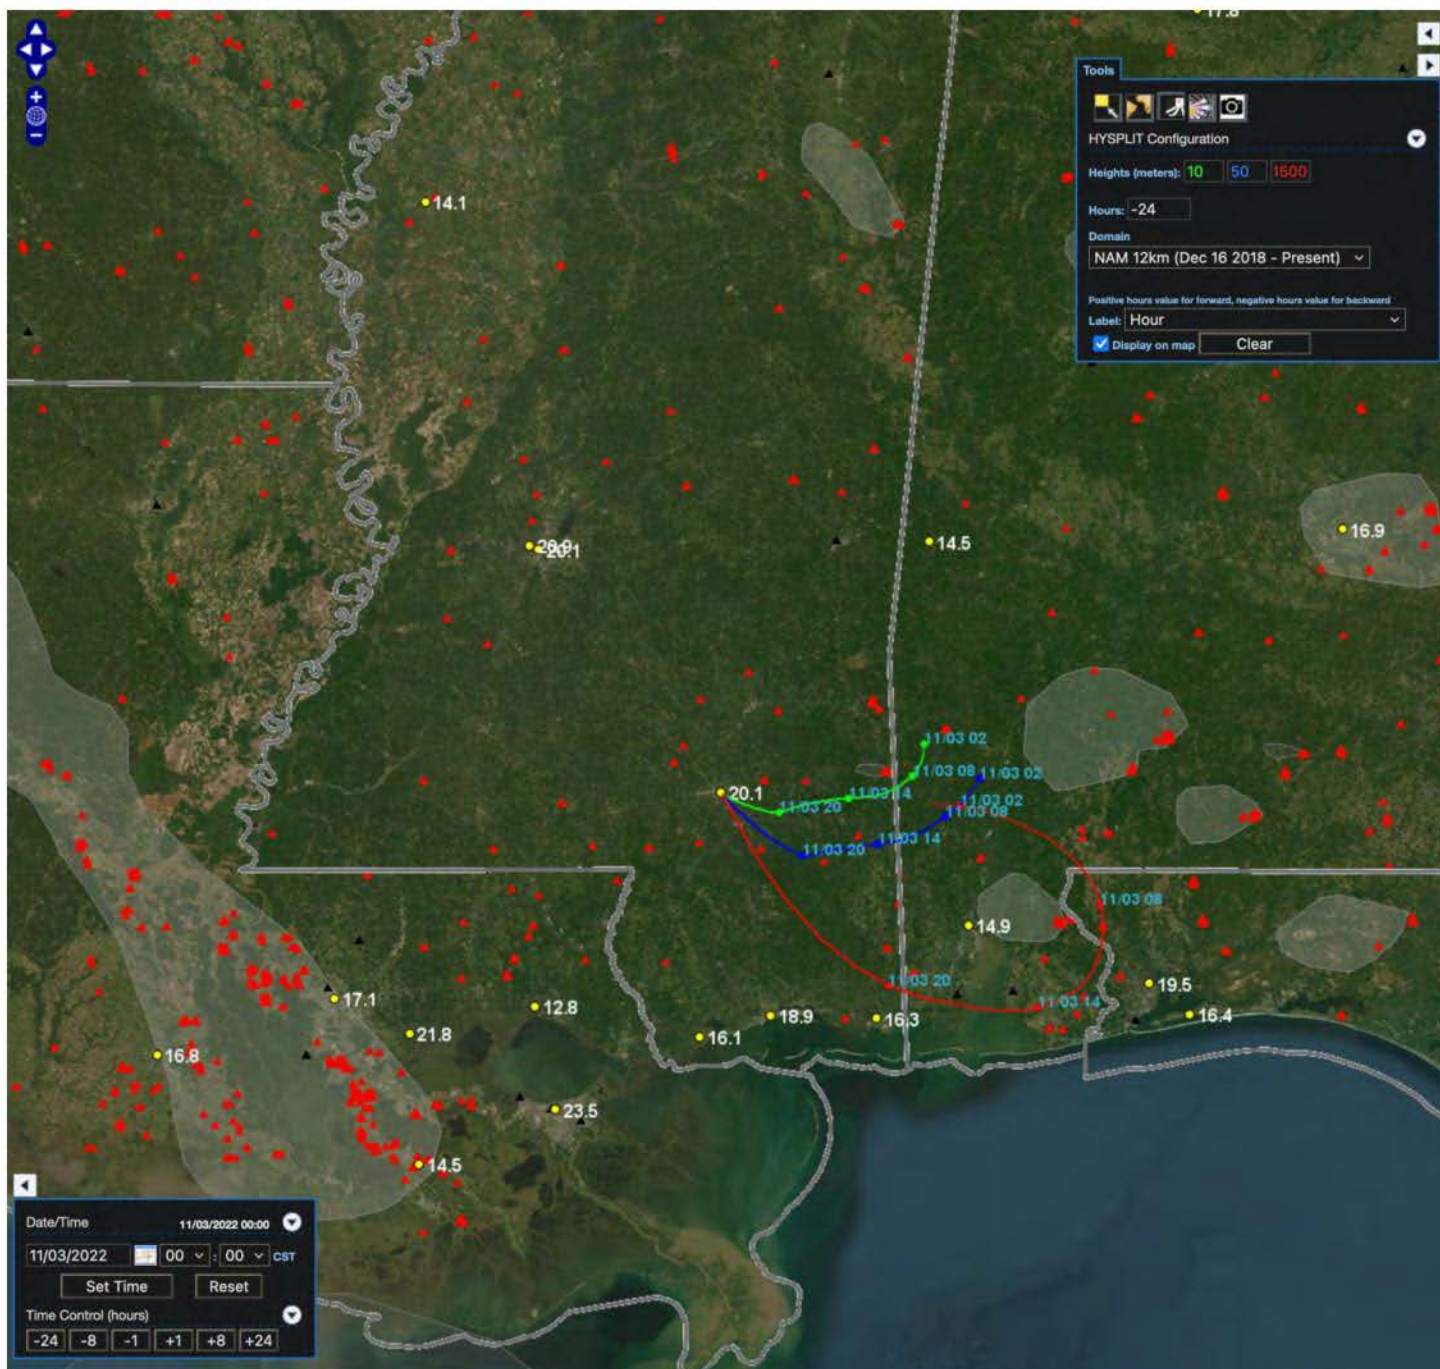 17.8
Tools
HYSPLIT Configuration
Heights (meters): 10 50 1500
Hours: -24
Domain
NAM 12km (Dec 16 2018 - Present)
Positive hours value for forward, negative hours value for backward
Label: Hour
Display on map Clear
14.1
20.1
14.5
16.9
11/03 02
11/03 08
11/03 02
20.1
11/03 14
11/03 02
11/03 20
11/03 08
11/03 14
11/03 20
11/03 08
14.9
11/03 20
19.5
17.1
11/03 14
12.8
18.9
16.3
16.4
21.8
16.1
16.8
23.5
14.5
Date/Time 11/03/2022 00:00
11/03/2022 00 : 00 CST
Set Time Reset
Time Control (hours)
-24 -8 -1 +1 +8 +24